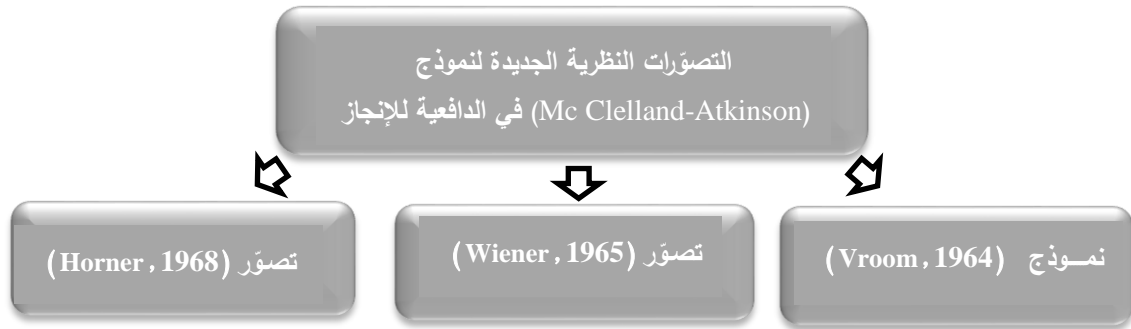 التصوّرات النظرية الجديدة لنموذج
(Mc Clelland-Atkinson) في الدافعية للإنجاز
نمــوذج (Vroom, 1964)
تصوّر (Wiener, 1965)
تصوّر (Horner, 1968)